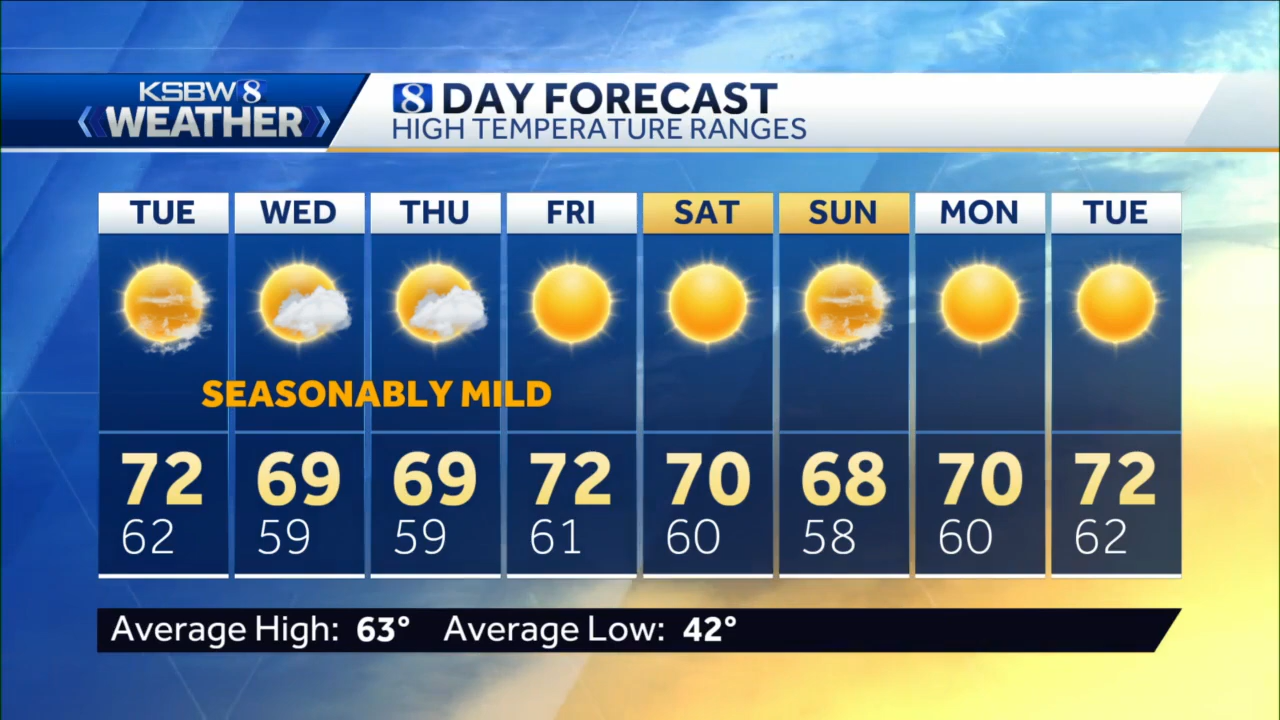 KSBW 8
WEATHER
8 DAY FORECAST
HIGH TEMPERATURE RANGES
TUE WED THU FRI SAT SUN MON TUE
SEASONABLY MILD
72 69 69 72 70 68 70 72
62 59 59 61 60 58 60 62
Average High: 63° Average Low: 42°